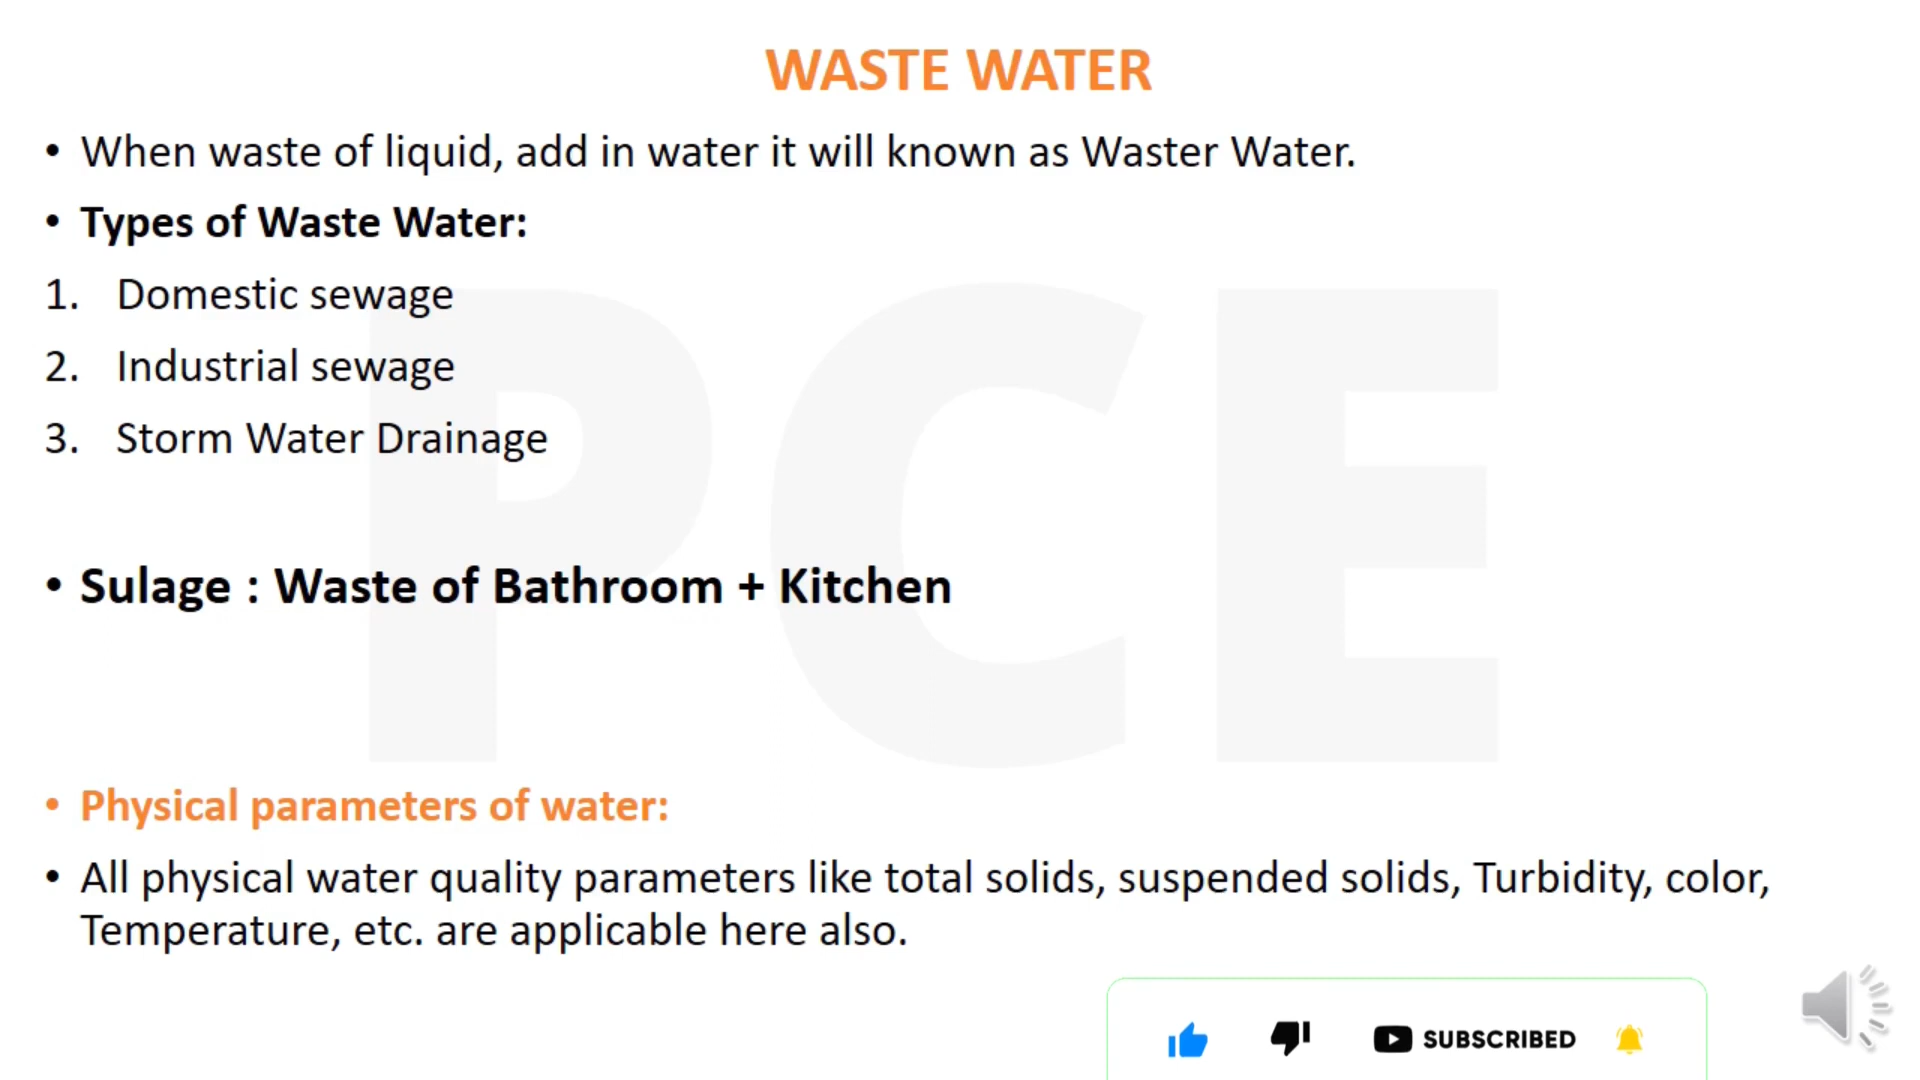 WASTE WATER
• When waste of liquid, add in water it will known as Waster Water.
• Types of Waste Water:
1. Domestic sewage
2. Industrial sewage
3. Storm Water Drainage
PCE
• Sulage : Waste of Bathroom + Kitchen
• Physical parameters of water:
• All physical water quality parameters like total solids, suspended solids, Turbidity, color,
Temperature, etc. are applicable here also.
SUBSCRIBED